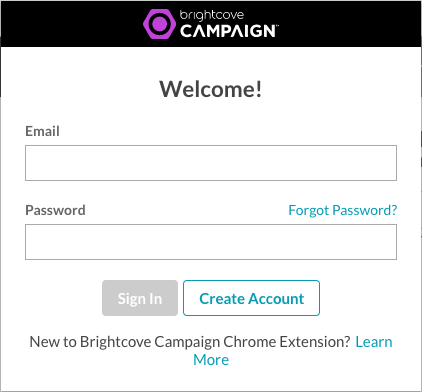 brightcove
CAMPAIGN™
Welcome!
Email
Password
Forgot Password?
Sign In
Create Account
New to Brightcove Campaign Chrome Extension? Learn
More